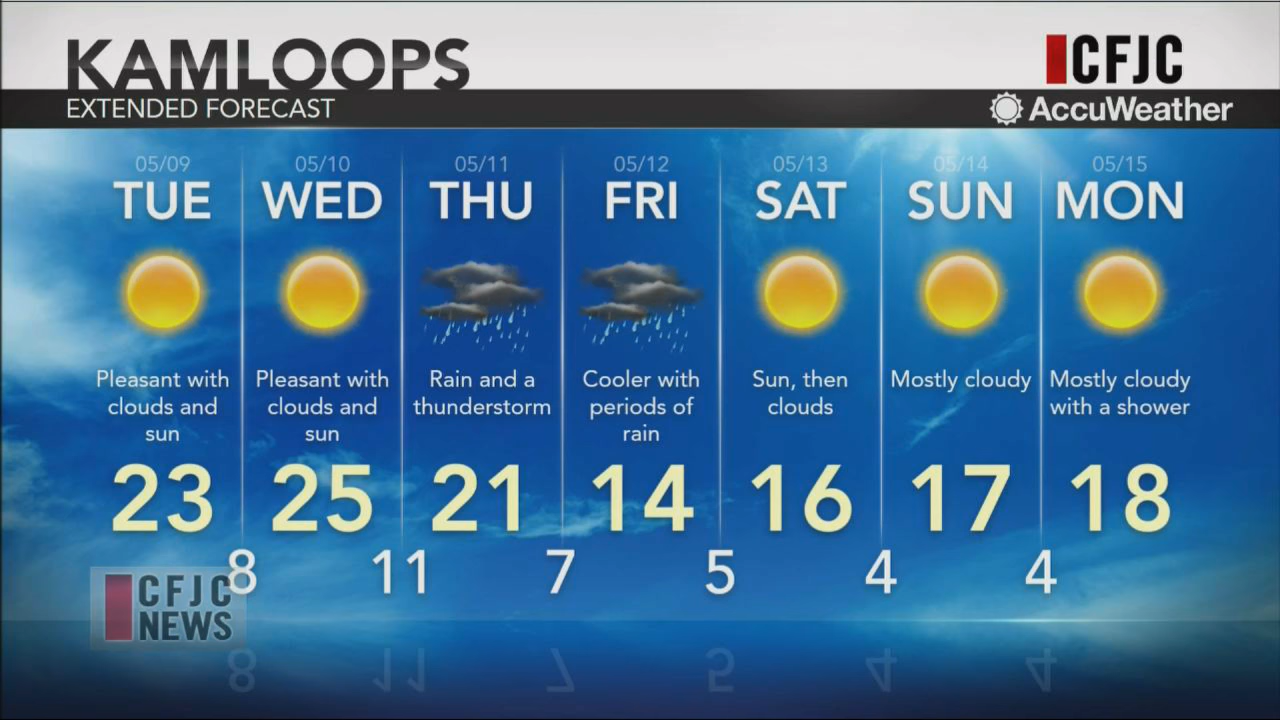 KAMLOOPS
EXTENDED FORECAST
CFJC
AccuWeather
05/09 05/10 05/11 05/12 05/13 05/14 05/15
TUE WED THU FRI SAT SUN MON
Pleasant with
clouds and
sun
Pleasant with
clouds and
sun
Rain and a
thunderstorm
Cooler with
periods of
rain
Sun, then
clouds
Mostly cloudy
Mostly cloudy
with a shower
23 25 21 14 16 17 18
8 11 7 5 4 4
CFJC
NEWS